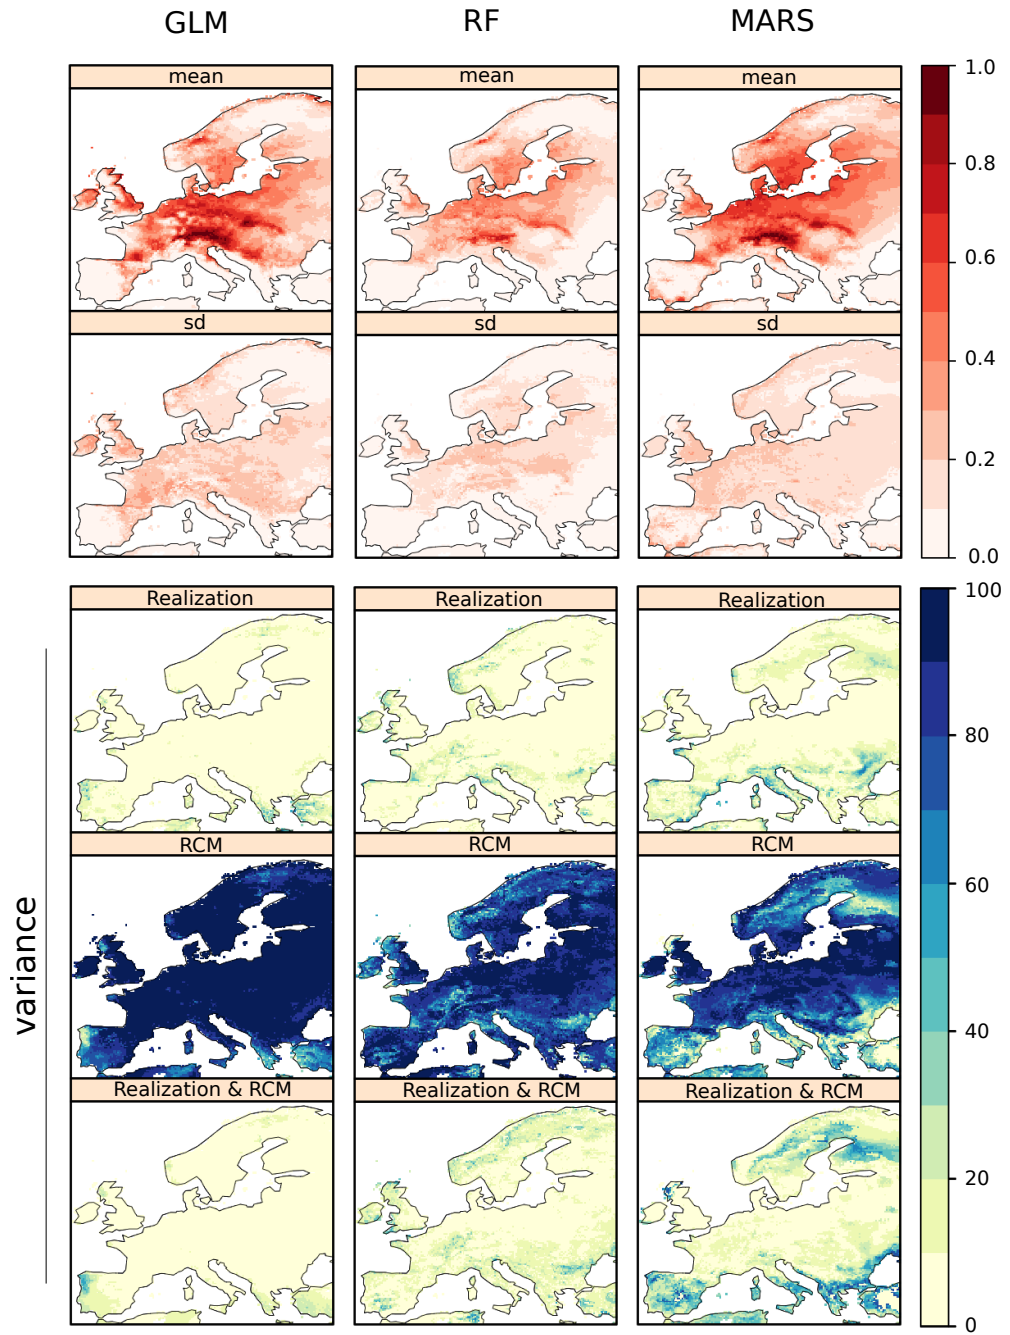 GLM RF MARS
mean mean mean
1.0
0.8
0.6
0.4
0.2
0.0
sd sd sd
Realization Realization Realization
100
80
60
40
20
0
RCM RCM RCM
variance
Realization & RCM Realization & RCM Realization & RCM